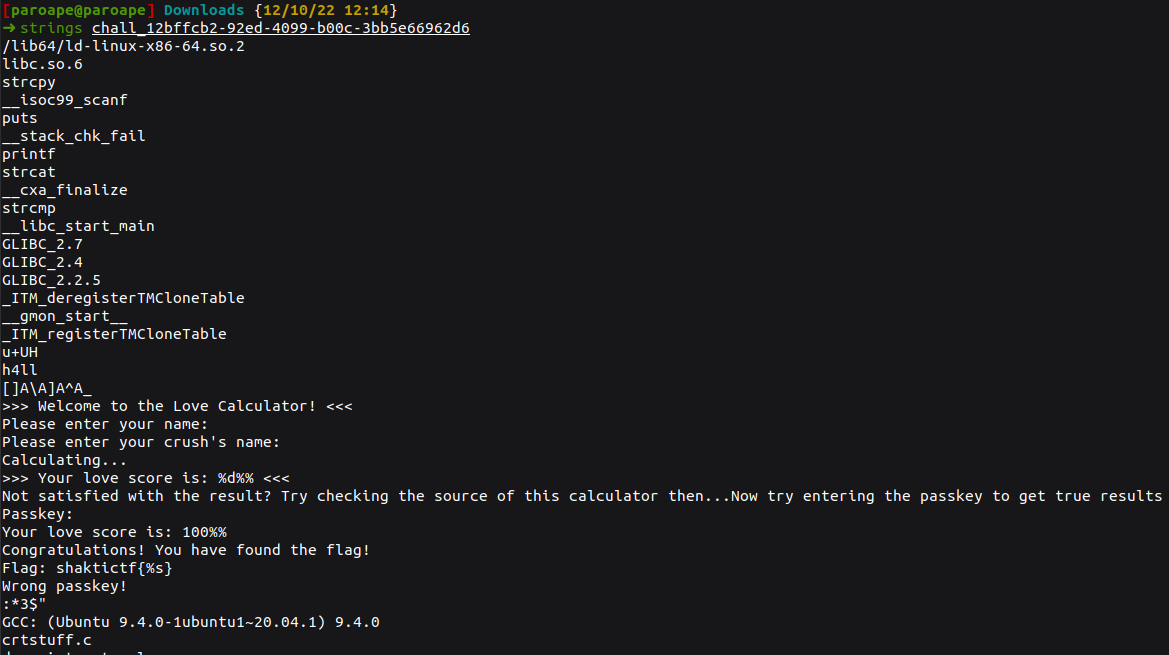 [paroape@paroape] Downloads {12/10/22 12:14}
→ strings chall_12bffcb2-92ed-4099-b00c-3bb5e66962d6
/lib64/ld-linux-x86-64.so.2
libc.so.6
strcpy
__isoc99_scanf
puts
__stack_chk_fail
printf
strcat
__cxa_finalize
strcmp
__libc_start_main
GLIBC_2.7
GLIBC_2.4
GLIBC_2.2.5
_ITM_deregisterTMCloneTable
__gmon_start__
_ITM_registerTMCloneTable
u+UH
h4ll
[]A\A]A^A_
>>> Welcome to the Love Calculator! <<<
Please enter your name:
Please enter your crush's name:
Calculating...
>>> Your love score is: %d%% <<<
Not satisfied with the result? Try checking the source of this calculator then...Now try entering the passkey to get true results
Passkey:
Your love score is: 100%%
Congratulations! You have found the flag!
Flag: shaktictf{%s}
Wrong passkey!
:*3$"
GCC: (Ubuntu 9.4.0-1ubuntu1~20.04.1) 9.4.0
crtstuff.c